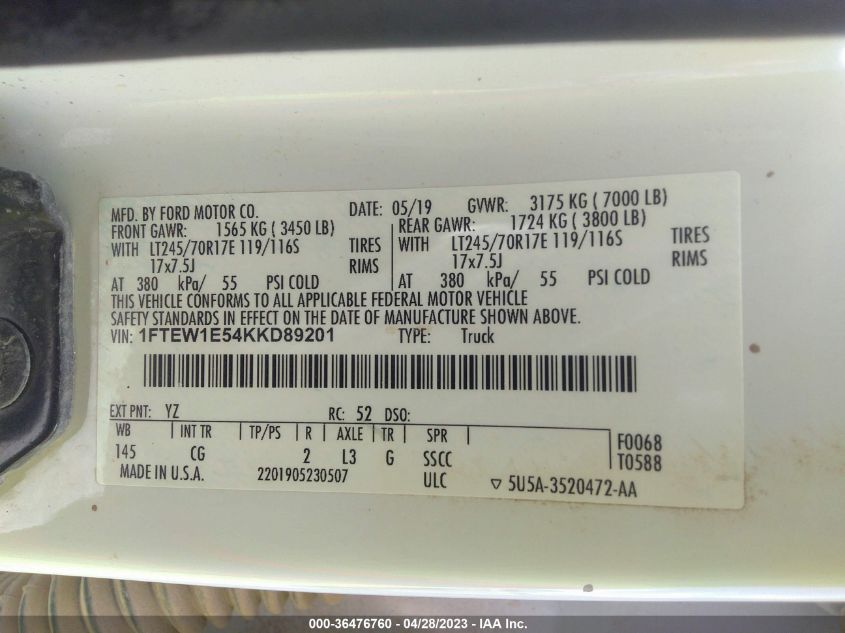 MFD. BY FORD MOTOR CO. DATE: 05/19 GVWR: 3175 KG ( 7000 LB)
FRONT GAWR: 1565 KG ( 3450 LB) REAR GAWR: 1724 KG ( 3800 LB)
WITH LT245/70R17E 119/116S TIRES WITH LT245/70R17E 119/116S TIRES
17x7.5J RIMS 17x7.5J RIMS
AT 380 kPa/ 55 PSI COLD AT 380 kPa/ 55 PSI COLD
THIS VEHICLE CONFORMS TO ALL APPLICABLE FEDERAL MOTOR VEHICLE
SAFETY STANDARDS IN EFFECT ON THE DATE OF MANUFACTURE SHOWN ABOVE.
VIN: 1FTEW1E54KKD89201 TYPE: Truck
EXT PNT: YZ RC: 52 DSO:
WB INT TR TP/PS R AXLE TR SPR F0068
145 CG 2 L3 G SSCC T0588
MADE IN U.S.A. 2201905230507 ULC ▽ 5U5A-3520472-AA
000-36476760 - 04/28/2023 - IAA Inc.